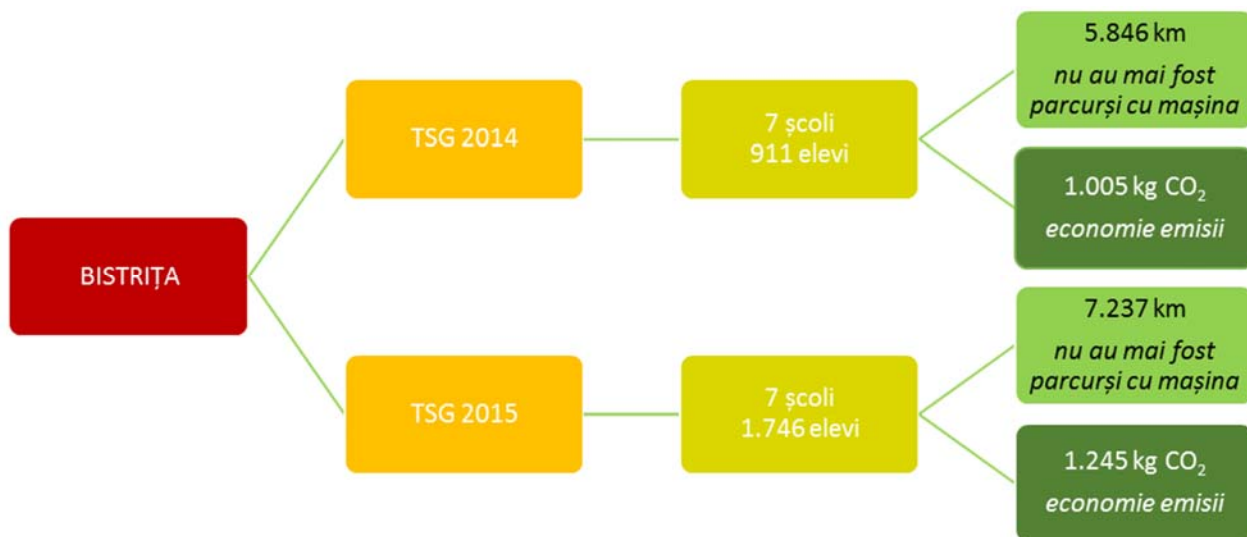 BISTRIȚA
TSG 2014
7 școli
911 elevi
5.846 km
nu au mai fost
parcurși cu mașina
1.005 kg CO₂
economie emisii
TSG 2015
7 școli
1.746 elevi
7.237 km
nu au mai fost
parcurși cu mașina
1.245 kg CO₂
economie emisii